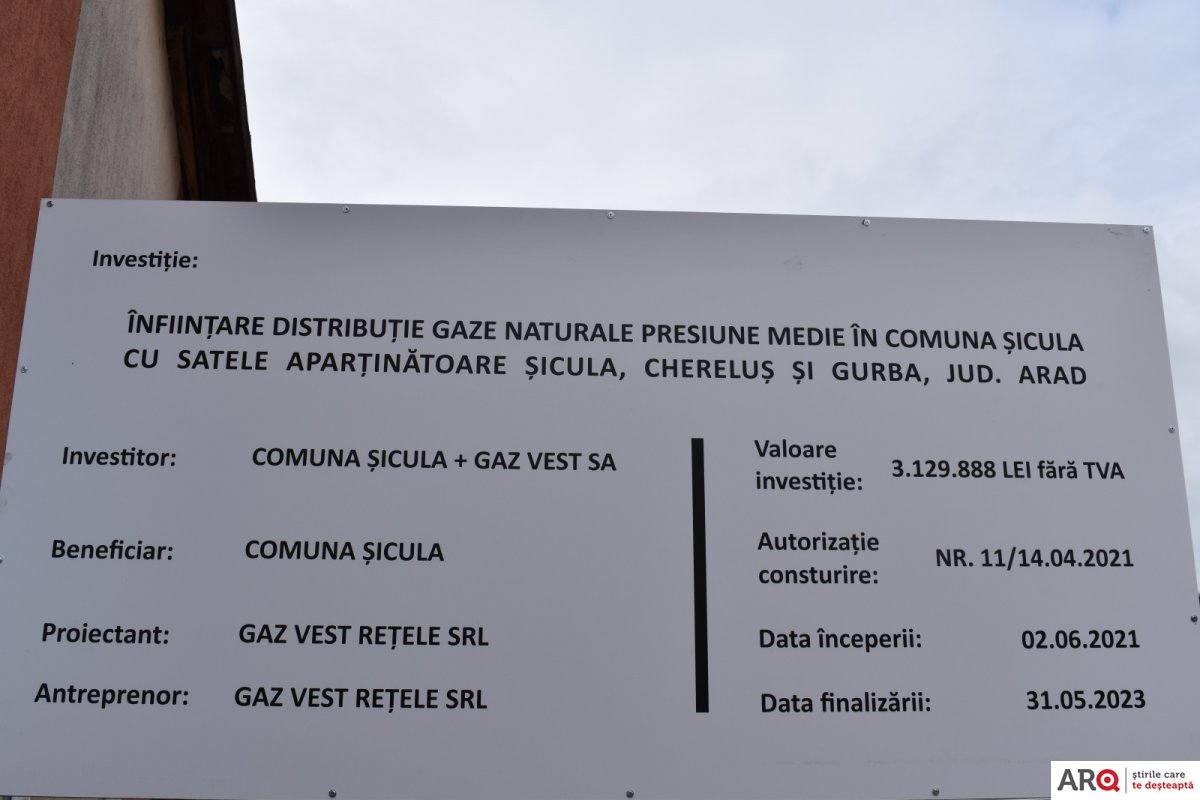 Investiție:
ÎNFIINȚARE DISTRIBUȚIE GAZE NATURALE PRESIUNE MEDIE ÎN COMUNA ȘICULA
CU SATELE APARȚINĂTOARE ȘICULA, CHERELUȘ ȘI GURBA, JUD. ARAD
Investitor: COMUNA ȘICULA + GAZ VEST SA
Beneficiar: COMUNA ȘICULA
Proiectant: GAZ VEST REȚELE SRL
Antreprenor: GAZ VEST REȚELE SRL
Valoare
investiție: 3.129.888 LEI fără TVA
Autorizație
consturire: NR. 11/14.04.2021
Data începerii: 02.06.2021
Data finalizării: 31.05.2023
ARQ știrile care
te deșteaptă